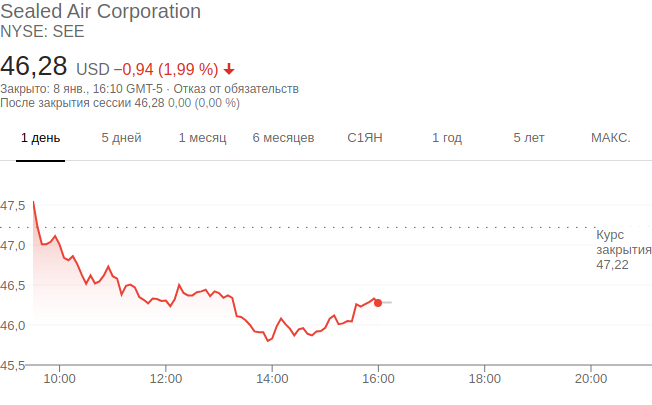 Sealed Air Corporation
NYSE: SEE
46,28 USD −0,94 (1,99 %)
Закрыто: 8 янв., 16:10 GMT-5 · Отказ от обязательств
После закрытия сессии 46,28 0,00 (0,00 %)
1 день 5 дней 1 месяц 6 месяцев С1ЯН 1 год 5 лет МАКС.
47,5
Курс
закрытия
47,22
47,0
46,5
46,0
45,5
10:00 12:00 14:00 16:00 18:00 20:00